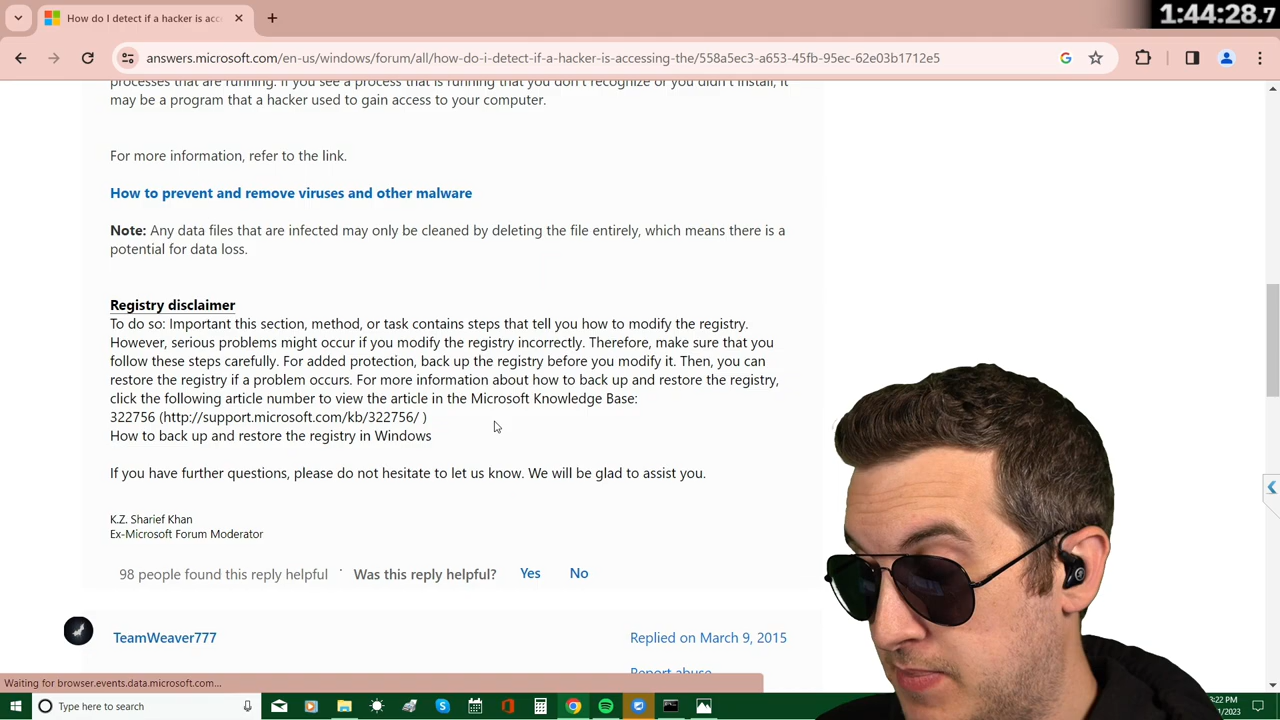 1:44:28.7
How do I detect if a hacker is acc
answers.microsoft.com/en-us/windows/forum/all/how-do-i-detect-if-a-hacker-is-accessing-the/558a5ec3-a653-45fb-95ec-62e03b1712e5
processes that are running. If you see a process that is running that you don't recognize or you didn't install, it
may be a program that a hacker used to gain access to your computer.
For more information, refer to the link.
How to prevent and remove viruses and other malware
Note: Any data files that are infected may only be cleaned by deleting the file entirely, which means there is a
potential for data loss.
Registry disclaimer
To do so: Important this section, method, or task contains steps that tell you how to modify the registry.
However, serious problems might occur if you modify the registry incorrectly. Therefore, make sure that you
follow these steps carefully. For added protection, back up the registry before you modify it. Then, you can
restore the registry if a problem occurs. For more information about how to back up and restore the registry,
click the following article number to view the article in the Microsoft Knowledge Base:
322756 (http://support.microsoft.com/kb/322756/ )
How to back up and restore the registry in Windows
If you have further questions, please do not hesitate to let us know. We will be glad to assist you.
K.Z. Sharief Khan
Ex-Microsoft Forum Moderator
98 people found this reply helpful · Was this reply helpful? Yes No
TeamWeaver777 Replied on March 9, 2015
Report abuse
Waiting for browser.events.data.microsoft.com...
Type here to search
:22 PM
/2023